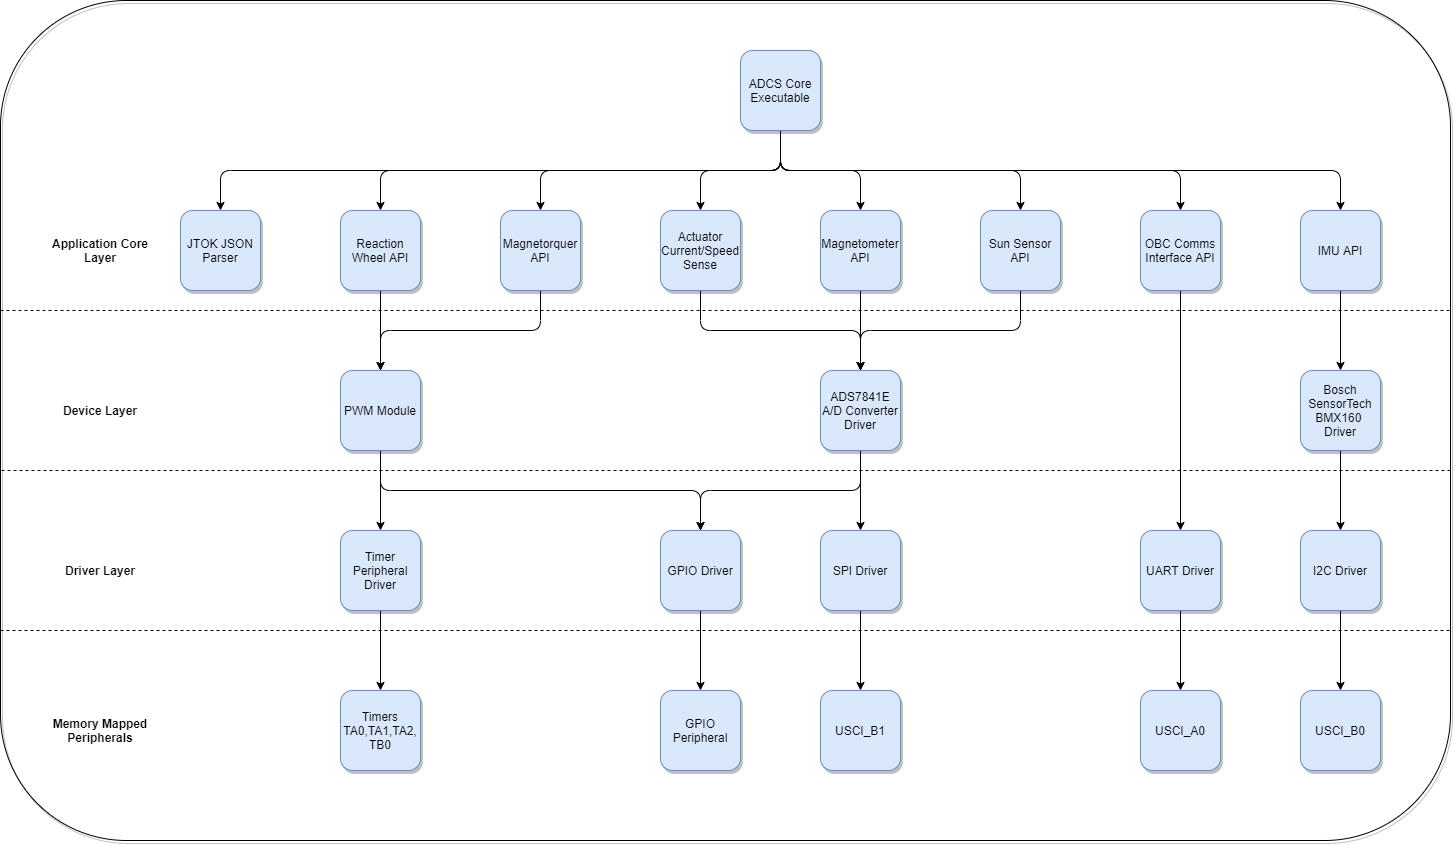 ADCS Core
Executable
Application Core
Layer
JTOK JSON
Parser
Reaction
Wheel API
Magnetorquer
API
Actuator
Current/Speed
Sense
Magnetometer
API
Sun Sensor
API
OBC Comms
Interface API
IMU API
Device Layer
PWM Module
ADS7841E
A/D Converter
Driver
Bosch
SensorTech
BMX160
Driver
Driver Layer
Timer
Peripheral
Driver
GPIO Driver
SPI Driver
UART Driver
I2C Driver
Memory Mapped
Peripherals
Timers
TA0,TA1,TA2,
TB0
GPIO
Peripheral
USCI_B1
USCI_A0
USCI_B0